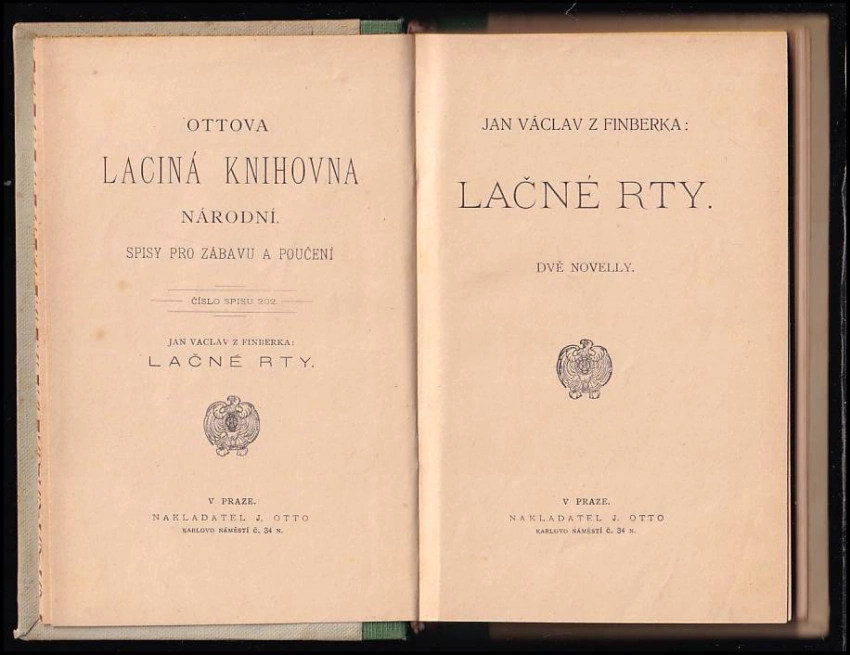 OTTOVA
LACINÁ KNIHOVNA
NÁRODNÍ.
SPISY PRO ZÁBAVU A POUČENÍ
ČÍSLO SPISU 202.
JAN VÁCLAV Z FINBERKA:
LAČNÉ RTY.
V PRAZE.
NAKLADATEL J. OTTO
KARLOVO NÁMĚSTÍ Č. 34 N.
JAN VÁCLAV Z FINBERKA:
LAČNÉ RTY.
DVĚ NOVELLY.
V PRAZE.
NAKLADATEL J. OTTO
KARLOVO NÁMĚSTÍ Č. 34 N.